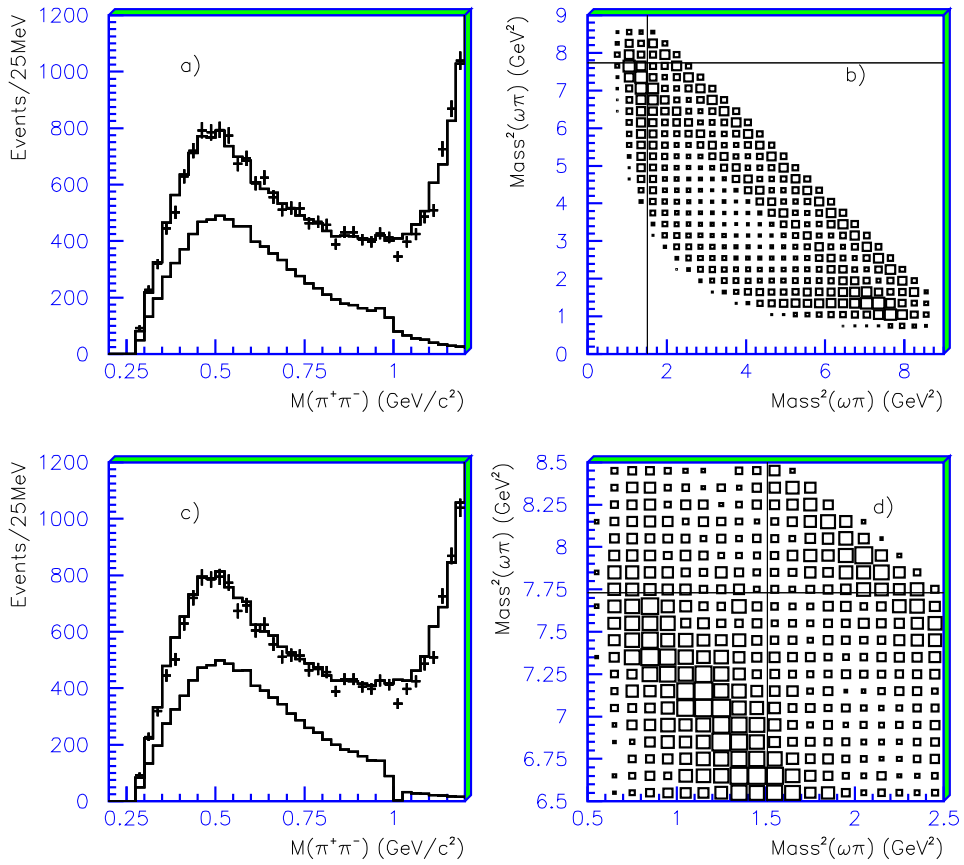 Events/25MeV
1200
1000
800
600
400
200
0
a)
0.25 0.5 0.75 1
M(π⁺π⁻) (GeV/c²)
Mass²(ωπ) (GeV²)
9
8
7
6
5
4
3
2
1
0
b)
0 2 4 6 8
Mass²(ωπ) (GeV²)
Events/25MeV
1200
1000
800
600
400
200
0
c)
0.25 0.5 0.75 1
M(π⁺π⁻) (GeV/c²)
Mass²(ωπ) (GeV²)
8.5
8.25
8
7.75
7.5
7.25
7
6.75
6.5
d)
0.5 1 1.5 2 2.5
Mass²(ωπ) (GeV²)